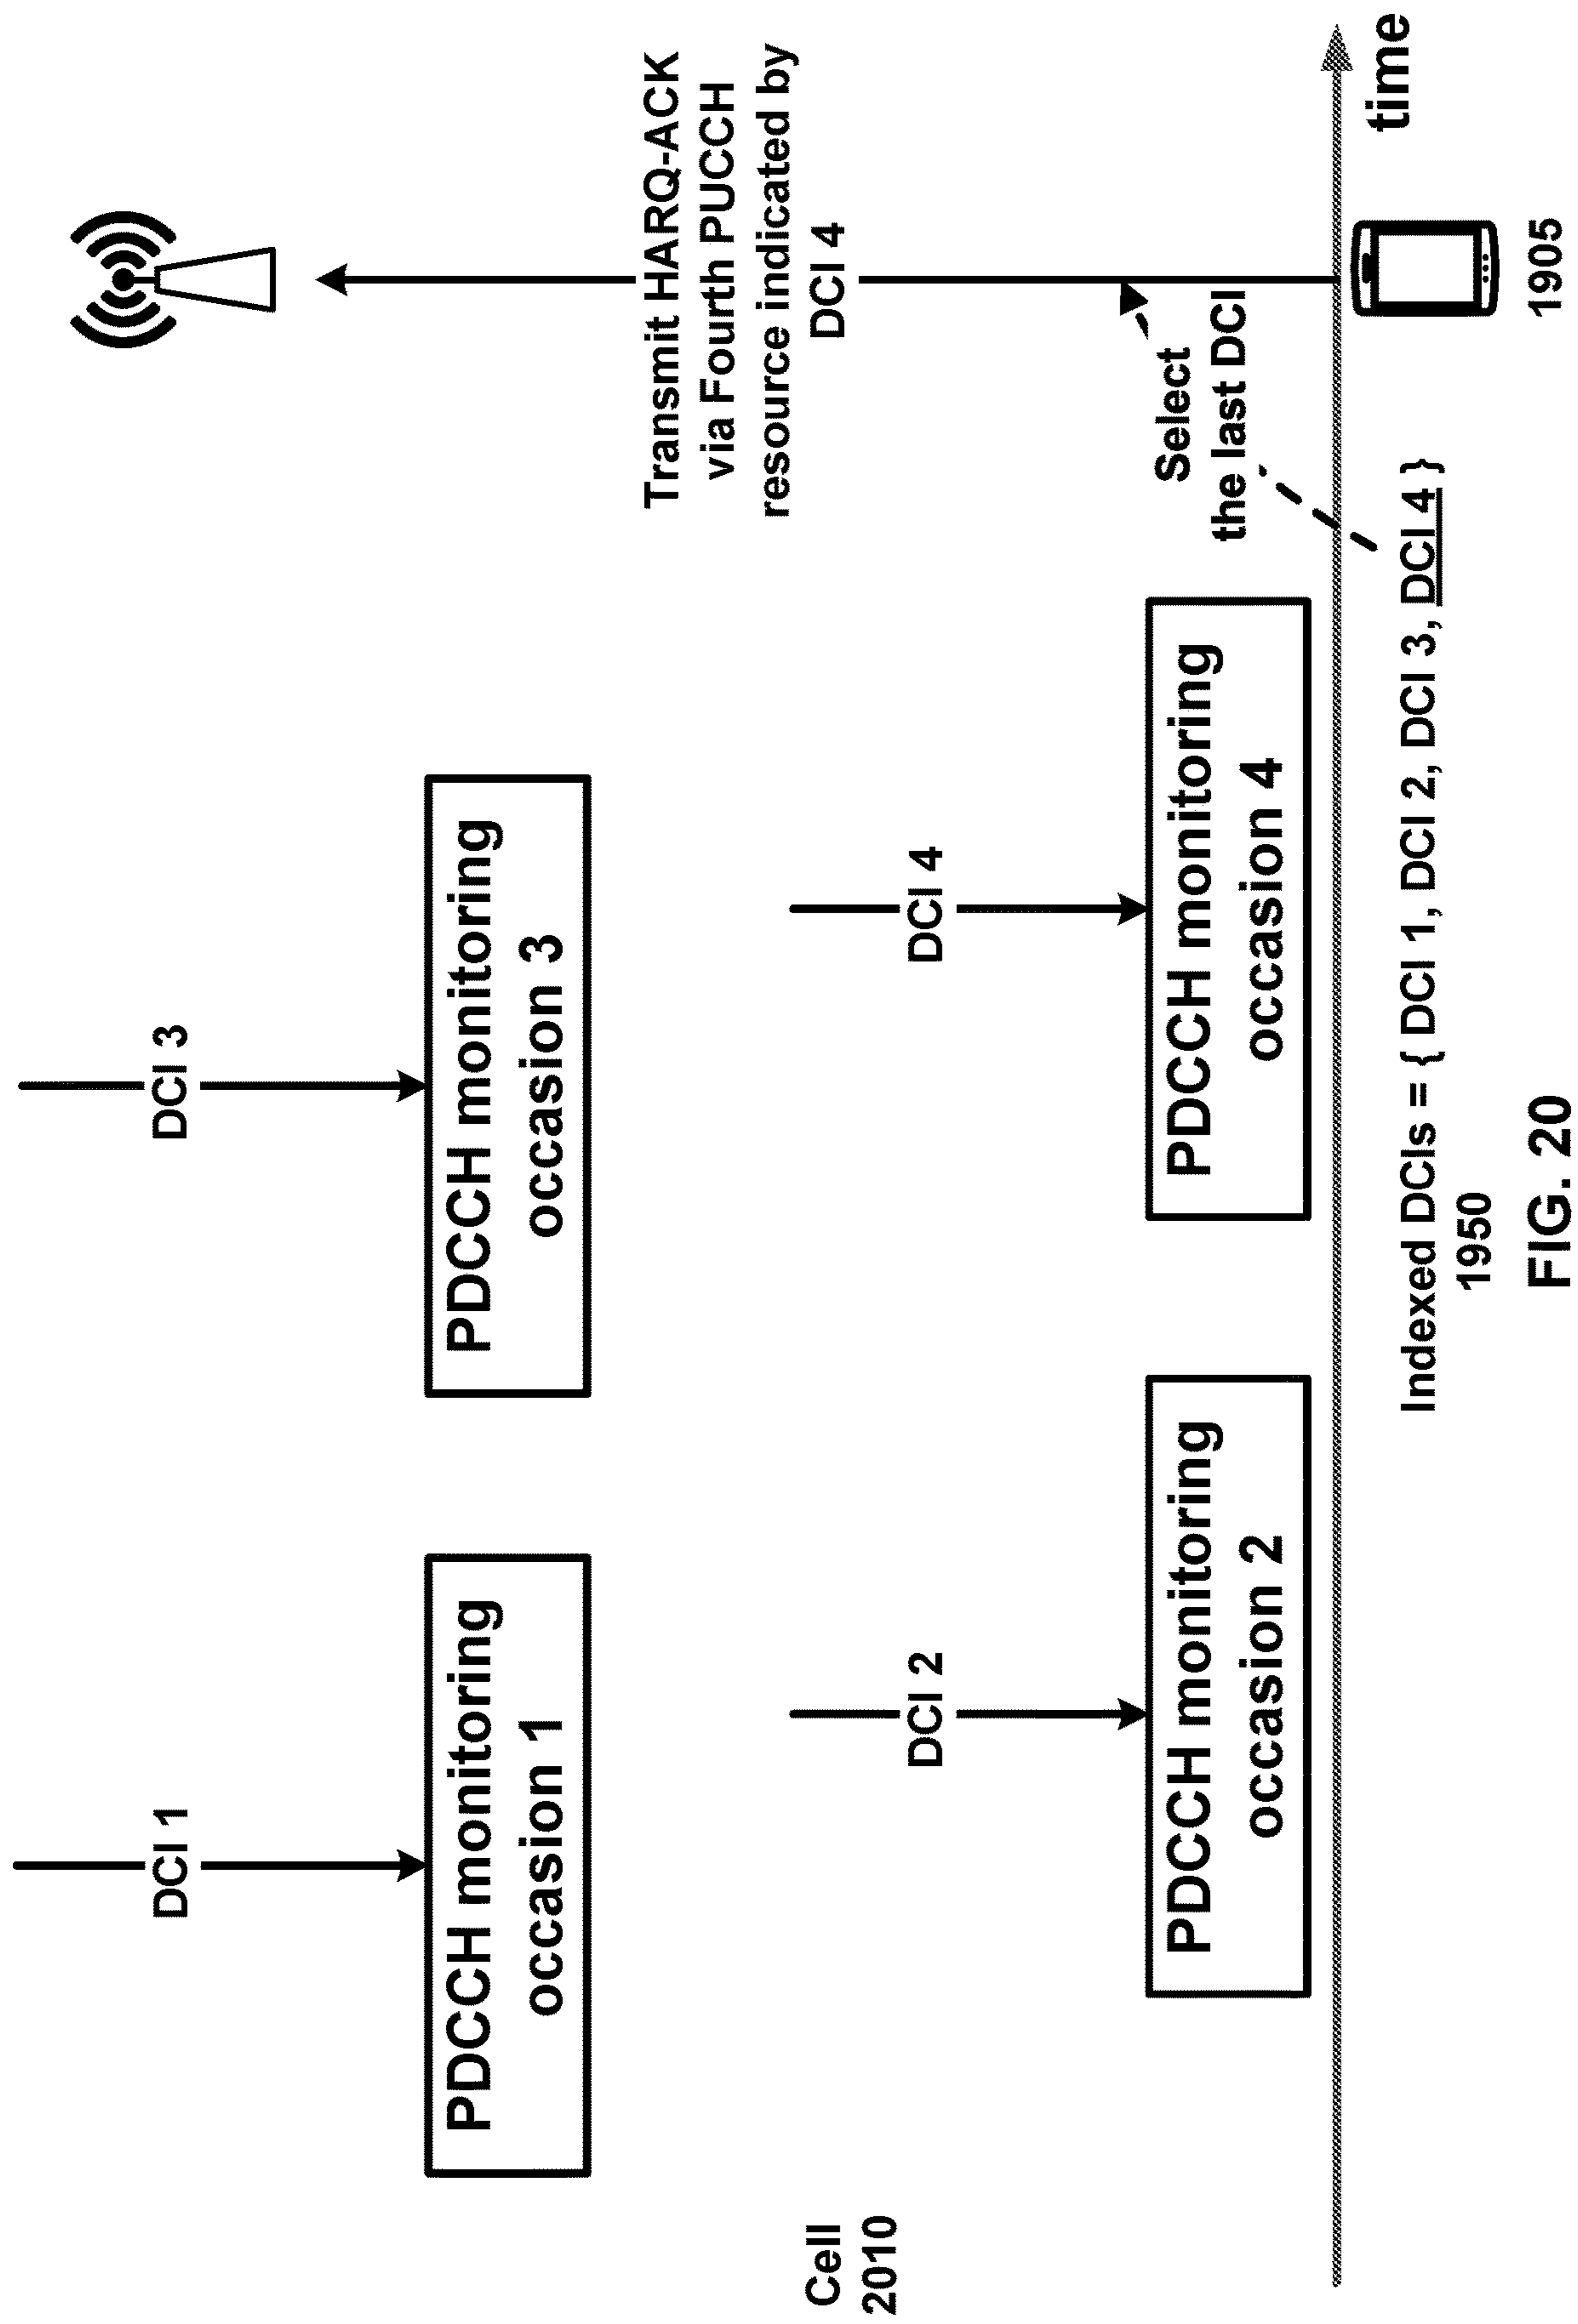 DCI 1
DCI 3
PDCCH monitoring
occasion 1
PDCCH monitoring
occasion 3
Transmit HARQ-ACK
via Fourth PUCCH
resource indicated by
DCI 4
Cell
2010
DCI 2
DCI 4
PDCCH monitoring
occasion 2
PDCCH monitoring
occasion 4
Select
the last DCI
time
Indexed DCIs = { DCI 1, DCI 2, DCI 3, DCI 4 }
1950
1905
FIG. 20